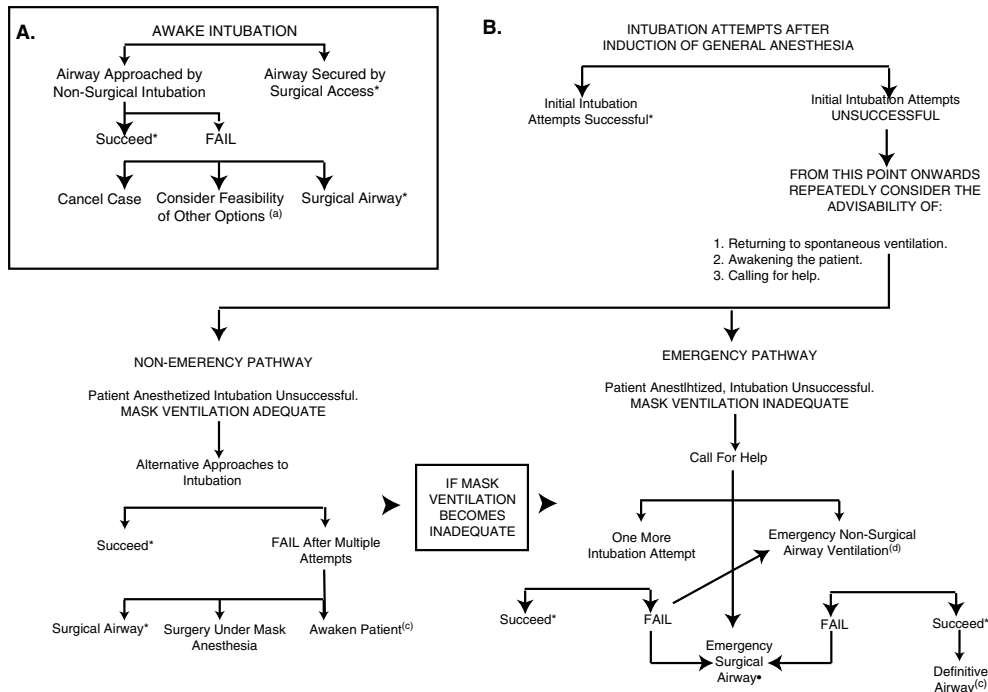 A.
AWAKE INTUBATION
Airway Approached by
Non-Surgical Intubation
Airway Secured by
Surgical Access*
Succeed*
FAIL
Cancel Case
Consider Feasibility
of Other Options (a)
Surgical Airway*
B.
INTUBATION ATTEMPTS AFTER
INDUCTION OF GENERAL ANESTHESIA
Initial Intubation
Attempts Successful*
Initial Intubation Attempts
UNSUCCESSFUL
FROM THIS POINT ONWARDS
REPEATEDLY CONSIDER THE
ADVISABILITY OF:
1. Returning to spontaneous ventilation.
2. Awakening the patient.
3. Calling for help.
NON-EMERENCY PATHWAY
Patient Anesthetized Intubation Unsuccessful.
MASK VENTILATION ADEQUATE
Alternative Approaches to
Intubation
Succeed*
FAIL After Multiple
Attempts
Surgical Airway*
Surgery Under Mask
Anesthesia
Awaken Patient(c)
IF MASK
VENTILATION
BECOMES
INADEQUATE
EMERGENCY PATHWAY
Patient Anestlhtized, Intubation Unsuccessful.
MASK VENTILATION INADEQUATE
Call For Help
One More
Intubation Attempt
Emergency Non-Surgical
Airway Ventilation(d)
Succeed*
FAIL
Emergency
Surgical
Airway•
FAIL
Succeed*
Definitive
Airway(c)